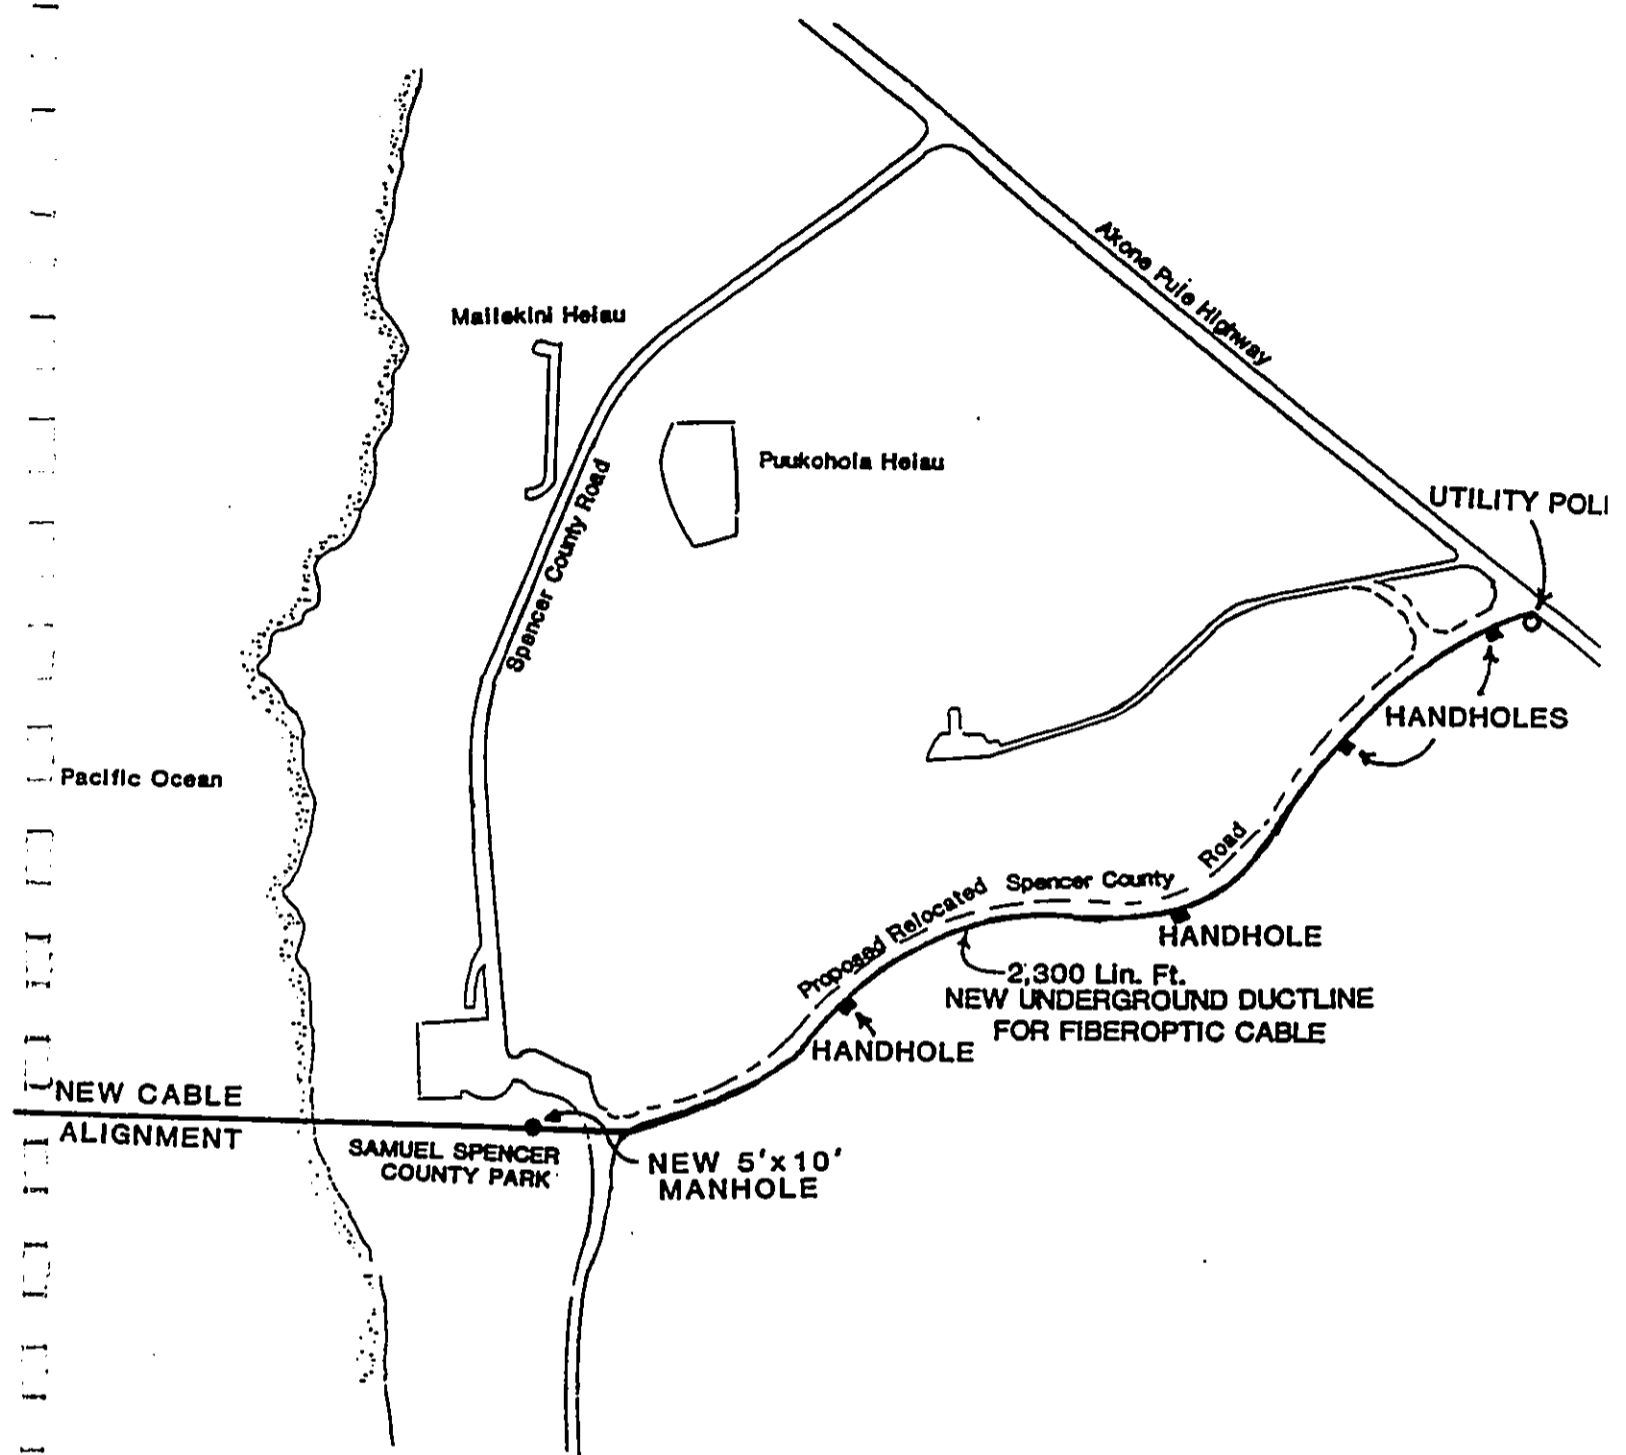 Akone Pule Highway
Mailekini Heiau
Puukohola Heiau
Spencer County Road
UTILITY POL
HANDHOLES
Pacific Ocean
Proposed Relocated Spencer County Road
HANDHOLE
2,300 Lin. Ft.
NEW UNDERGROUND DUCTLINE
FOR FIBEROPTIC CABLE
HANDHOLE
NEW CABLE
ALIGNMENT
SAMUEL SPENCER
COUNTY PARK
NEW 5'x10'
MANHOLE